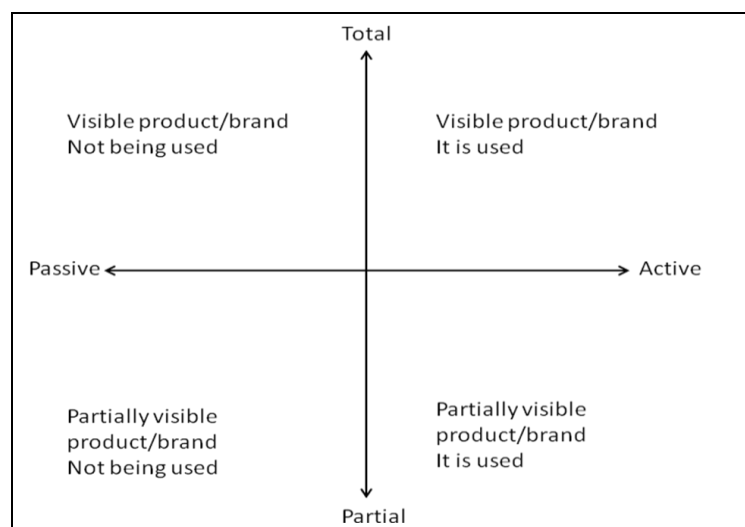 Total
Visible product/brand
Not being used
Visible product/brand
It is used
Passive
Active
Partially visible
product/brand
Not being used
Partially visible
product/brand
It is used
Partial